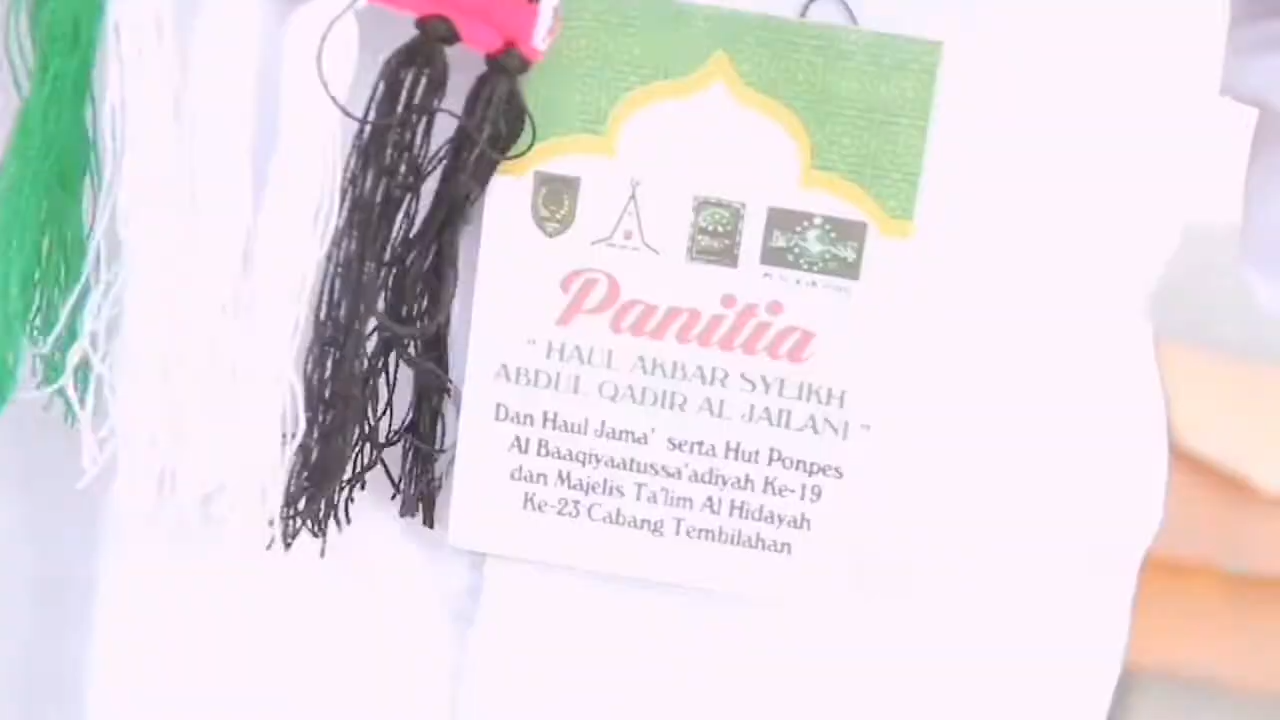 Panitia
" HAUL AKBAR SYEIKH
ABDUL QADIR AL JAILANI "
Dan Haul Jama' serta Hut Ponpes
Al Baaqiyaatussa'adiyah Ke-19
dan Majelis Ta'lim Al Hidayah
Ke-23 Cabang Tembilahan